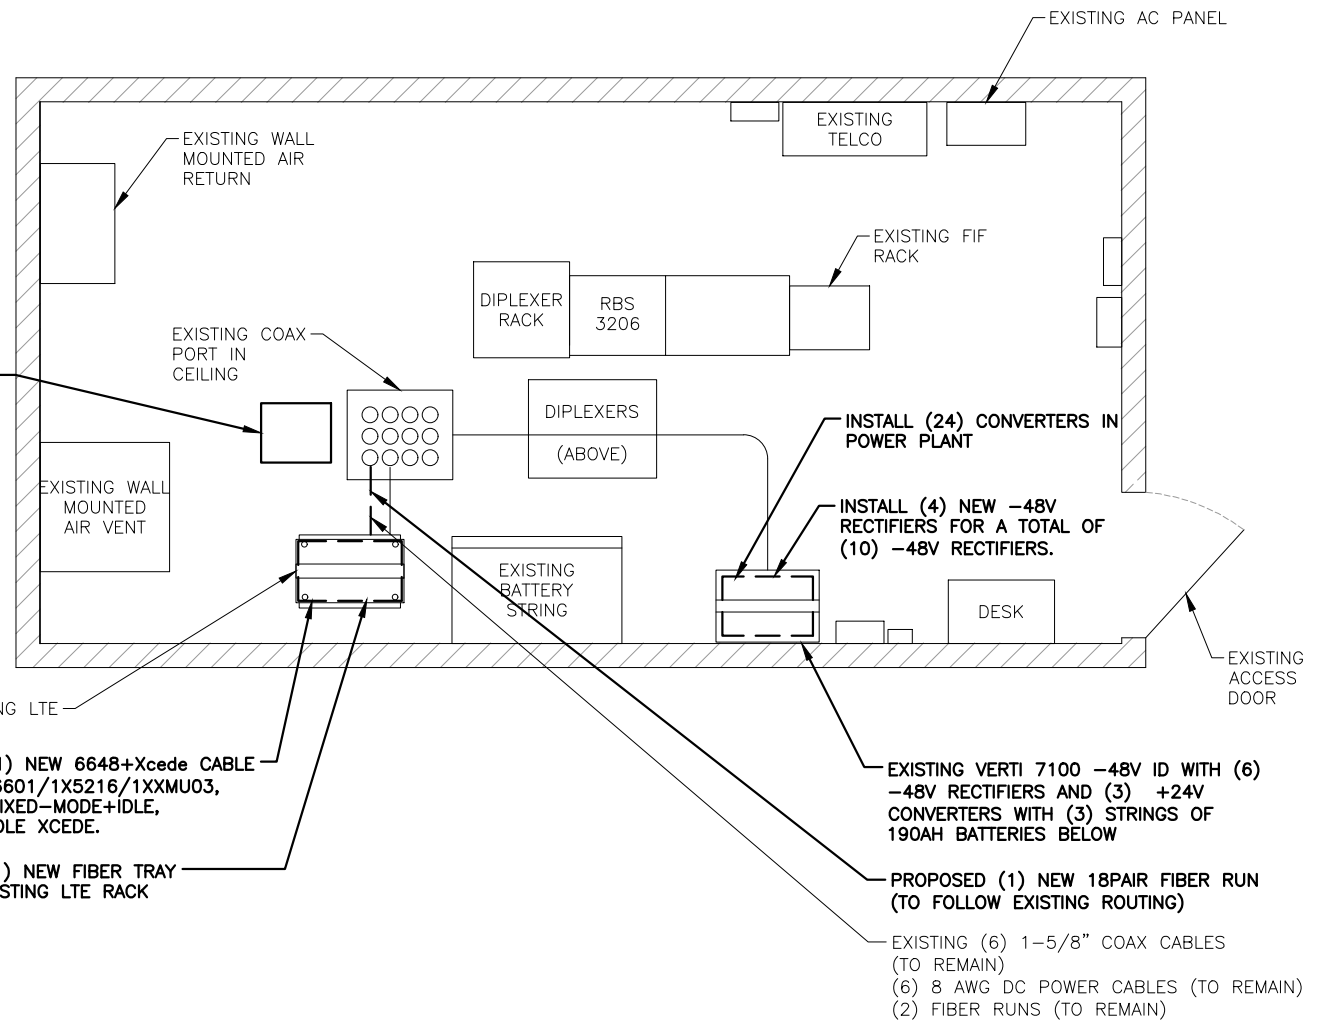 EXISTING AC PANEL
EXISTING WALL
MOUNTED AIR
RETURN
EXISTING
TELCO
EXISTING FIF
RACK
DIPLEXER
RACK
RBS
3206
EXISTING COAX
PORT IN
CEILING
DIPLEXERS
(ABOVE)
INSTALL (24) CONVERTERS IN
POWER PLANT
EXISTING WALL
MOUNTED
AIR VENT
INSTALL (4) NEW -48V
RECTIFIERS FOR A TOTAL OF
(10) -48V RECTIFIERS.
EXISTING
BATTERY
STRING
DESK
EXISTING
ACCESS
DOOR
NG LTE
) NEW 6648+Xcede CABLE
6601/1X5216/1XXMU03,
IXED-MODE+IDLE,
DLE XCEDE.
) NEW FIBER TRAY
STING LTE RACK
EXISTING VERTI 7100 -48V ID WITH (6)
-48V RECTIFIERS AND (3) +24V
CONVERTERS WITH (3) STRINGS OF
190AH BATTERIES BELOW
PROPOSED (1) NEW 18PAIR FIBER RUN
(TO FOLLOW EXISTING ROUTING)
EXISTING (6) 1-5/8" COAX CABLES
(TO REMAIN)
(6) 8 AWG DC POWER CABLES (TO REMAIN)
(2) FIBER RUNS (TO REMAIN)